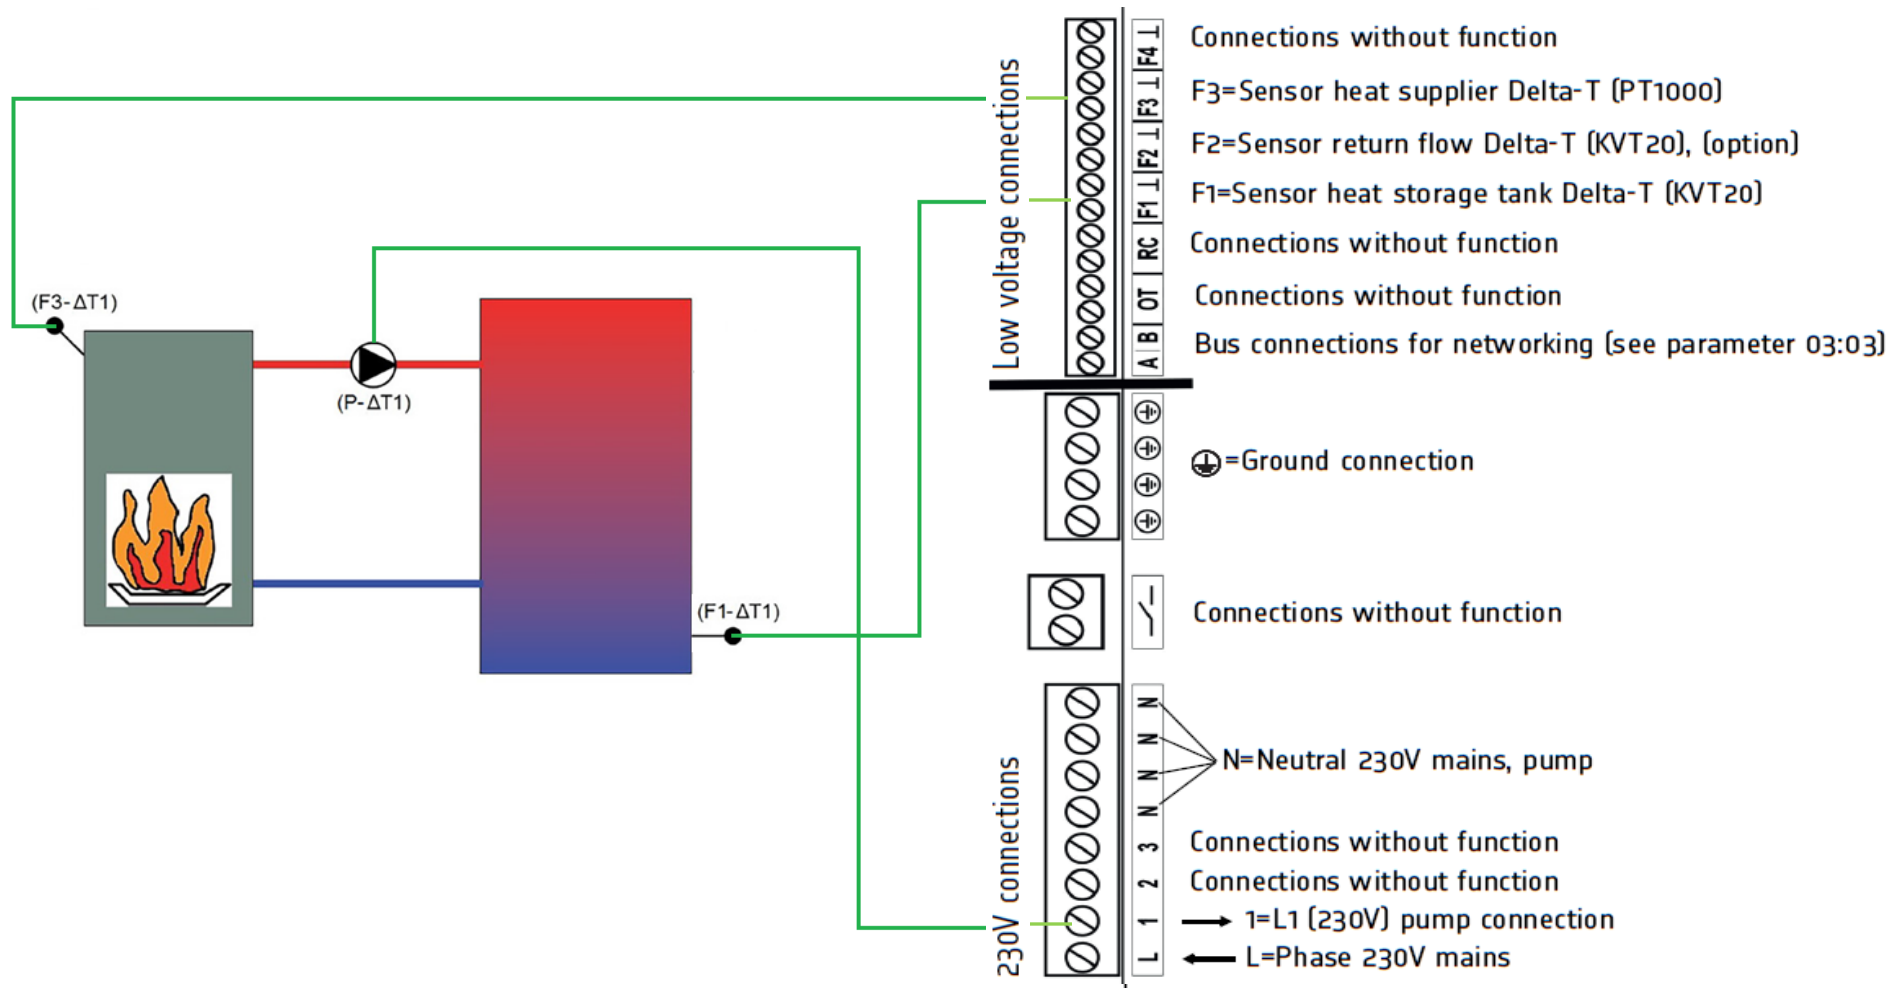 (F3-ΔT1)
(P-ΔT1)
(F1-ΔT1)
Low voltage connections
230V connections
F4 ⊥
F3 ⊥
F2 ⊥
F1 ⊥
RC
OT
A B
N
N
N
N
3
2
1
L
Connections without function
F3=Sensor heat supplier Delta-T (PT1000)
F2=Sensor return flow Delta-T (KVT20), (option)
F1=Sensor heat storage tank Delta-T (KVT20)
Connections without function
Connections without function
Bus connections for networking (see parameter 03:03)
=Ground connection
Connections without function
N=Neutral 230V mains, pump
Connections without function
Connections without function
1=L1 (230V) pump connection
L=Phase 230V mains